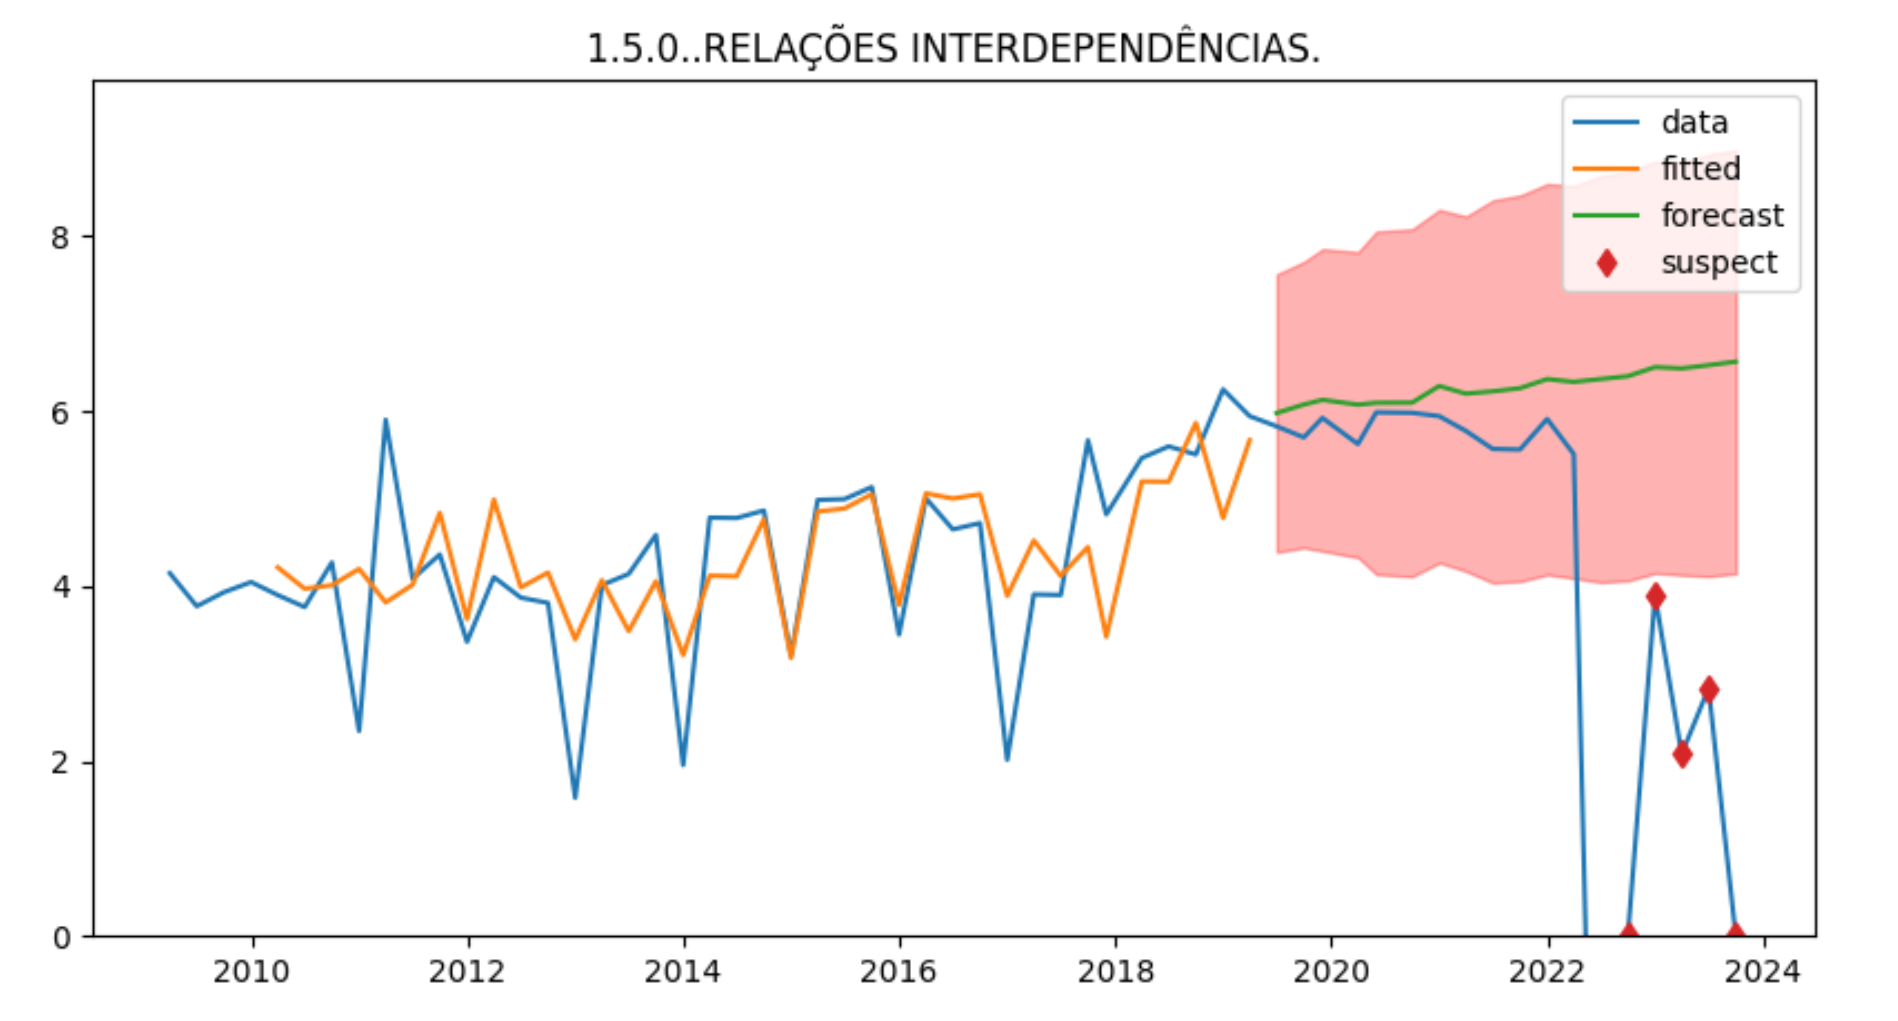 1.5.0..RELAÇÕES INTERDEPENDÊNCIAS.
data
fitted
forecast
suspect
8
6
4
2
0
2010 2012 2014 2016 2018 2020 2022 2024